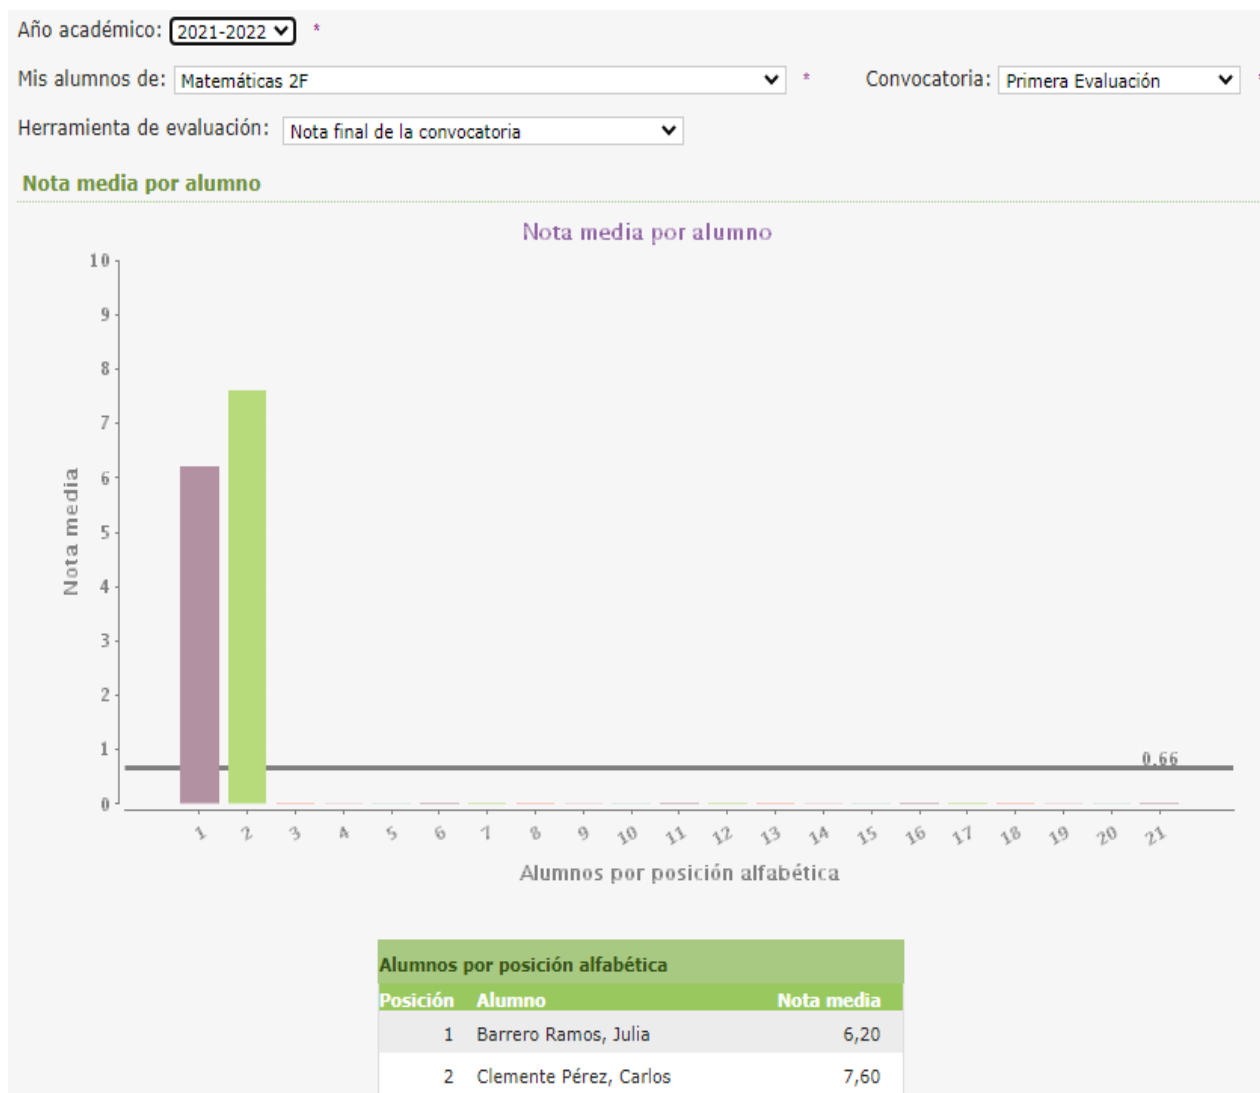 Año académico: 2021-2022 *
Mis alumnos de: Matemáticas 2F * Convocatoria: Primera Evaluación *
Herramienta de evaluación: Nota final de la convocatoria
Nota media por alumno
Nota media por alumno
10
9
8
7
6
5
4
3
2
1
0
Nota media
0.66
1 2 3 4 5 6 7 8 9 10 11 12 13 14 15 16 17 18 19 20 21
Alumnos por posición alfabética
Alumnos por posición alfabética
Posición Alumno Nota media
1 Barrero Ramos, Julia 6,20
2 Clemente Pérez, Carlos 7,60